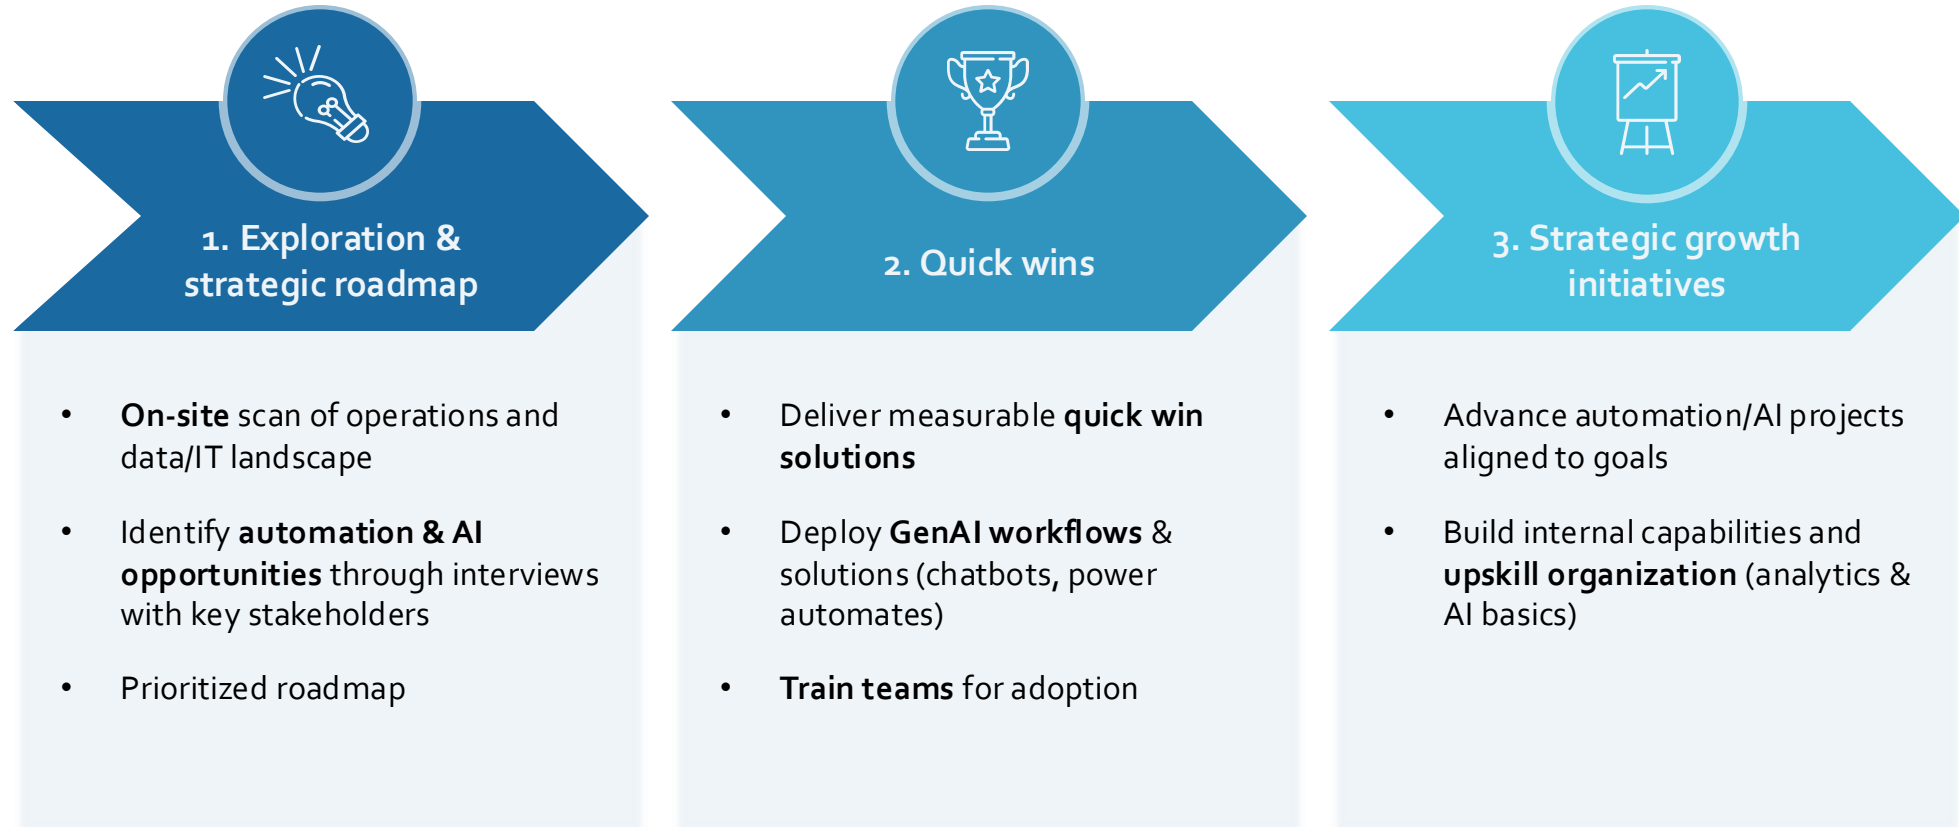 1. Exploration &
strategic roadmap
• On-site scan of operations and
data/IT landscape
• Identify automation & AI
opportunities through interviews
with key stakeholders
• Prioritized roadmap
2. Quick wins
• Deliver measurable quick win
solutions
• Deploy GenAI workflows &
solutions (chatbots, power
automates)
• Train teams for adoption
3. Strategic growth
initiatives
• Advance automation/AI projects
aligned to goals
• Build internal capabilities and
upskill organization (analytics &
AI basics)